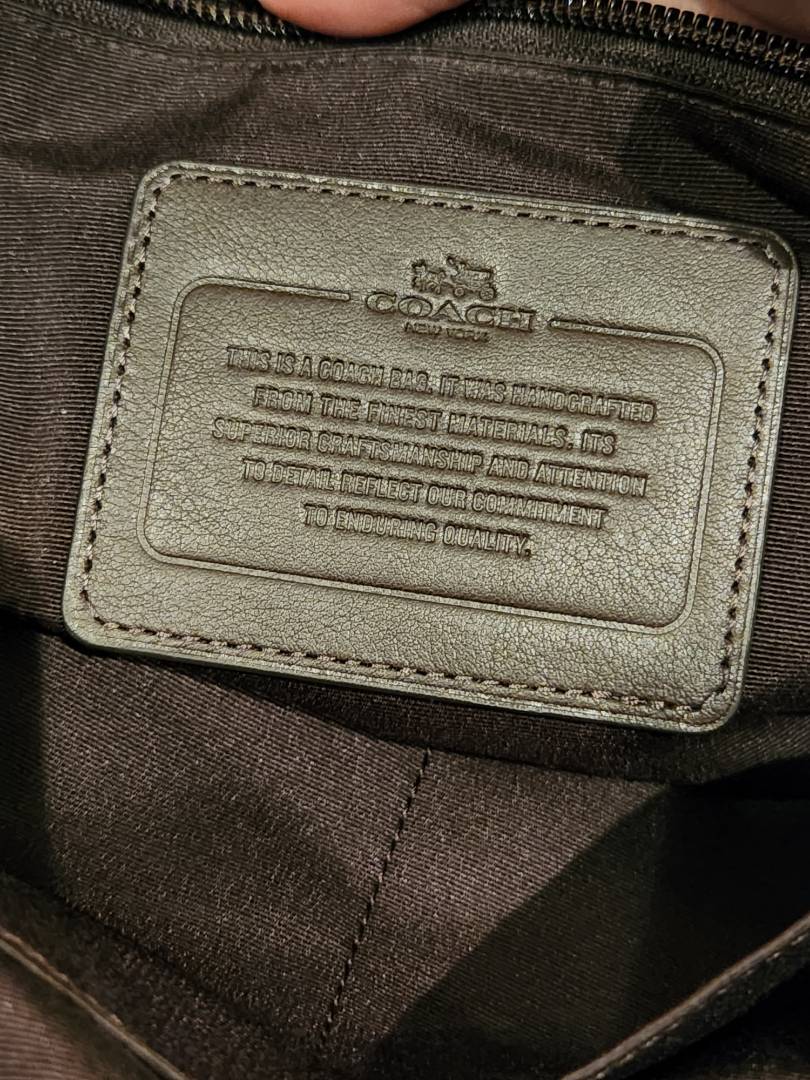 COACH
NEW YORK
THIS IS A COACH BAG. IT WAS HANDCRAFTED
FROM THE FINEST MATERIALS. ITS
SUPERIOR CRAFTSMANSHIP AND ATTENTION
TO DETAIL REFLECT OUR COMMITMENT
TO ENDURING QUALITY.